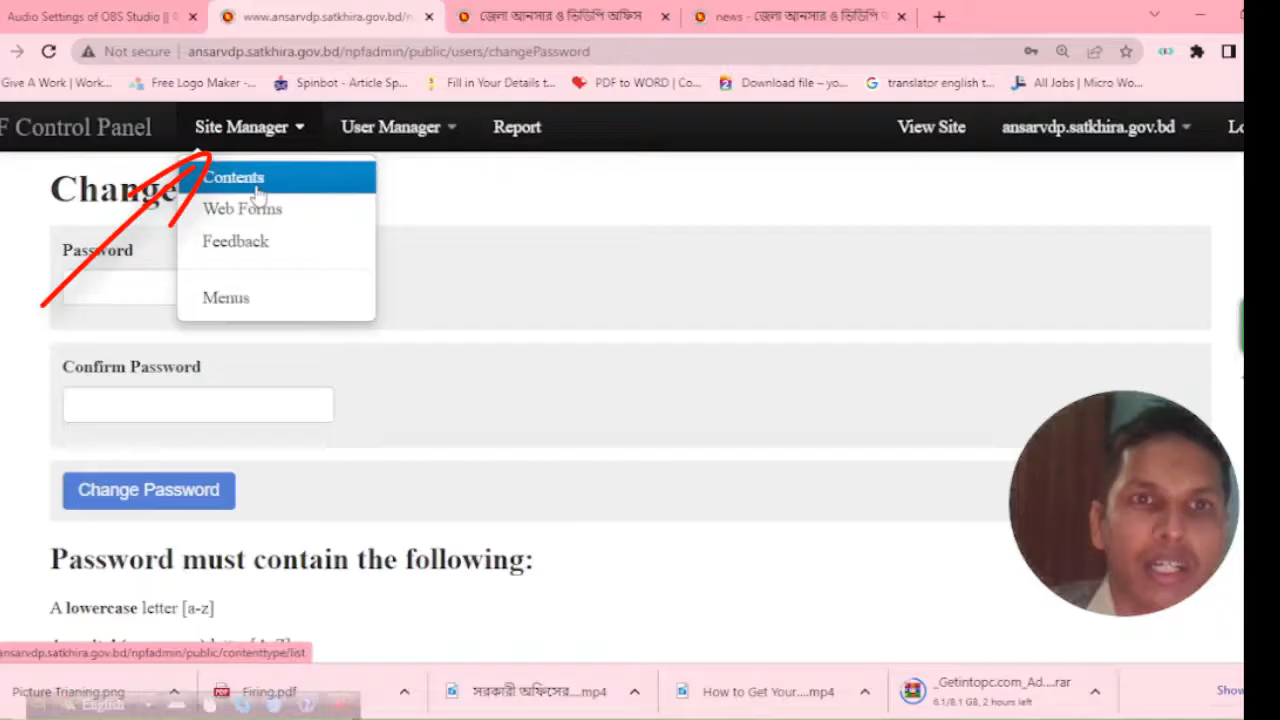 Audio Settings of OBS Studio ||
www.ansarvdp.satkhira.gov.bd/n
জেলা আনসার ও ভিডিপি অফিস
news - জেলা আনসার ও ভিডিপি
Not secure
ansarvdp.satkhira.gov.bd/npfadmin/public/users/changePassword
Give A Work | Work...
Free Logo Maker -...
Spinbot - Article Sp...
Fill in Your Details t...
PDF to WORD | Co...
Download file – yo...
translator english t...
All Jobs | Micro Wo...
F Control Panel
Site Manager
User Manager
Report
View Site
ansarvdp.satkhira.gov.bd
Lo
Change
Contents
Web Forms
Feedback
Menus
Password
Confirm Password
Change Password
Password must contain the following:
A lowercase letter [a-z]
ansarvdp.satkhira.gov.bd/npfadmin/public/contenttype/list
Picture Trianing.png
Firing.pdf
সরকারী অফিসের...mp4
How to Get Your....mp4
_Getintopc.com_Ad....rar
6.1/8.1 GB, 2 hours left
Show
English